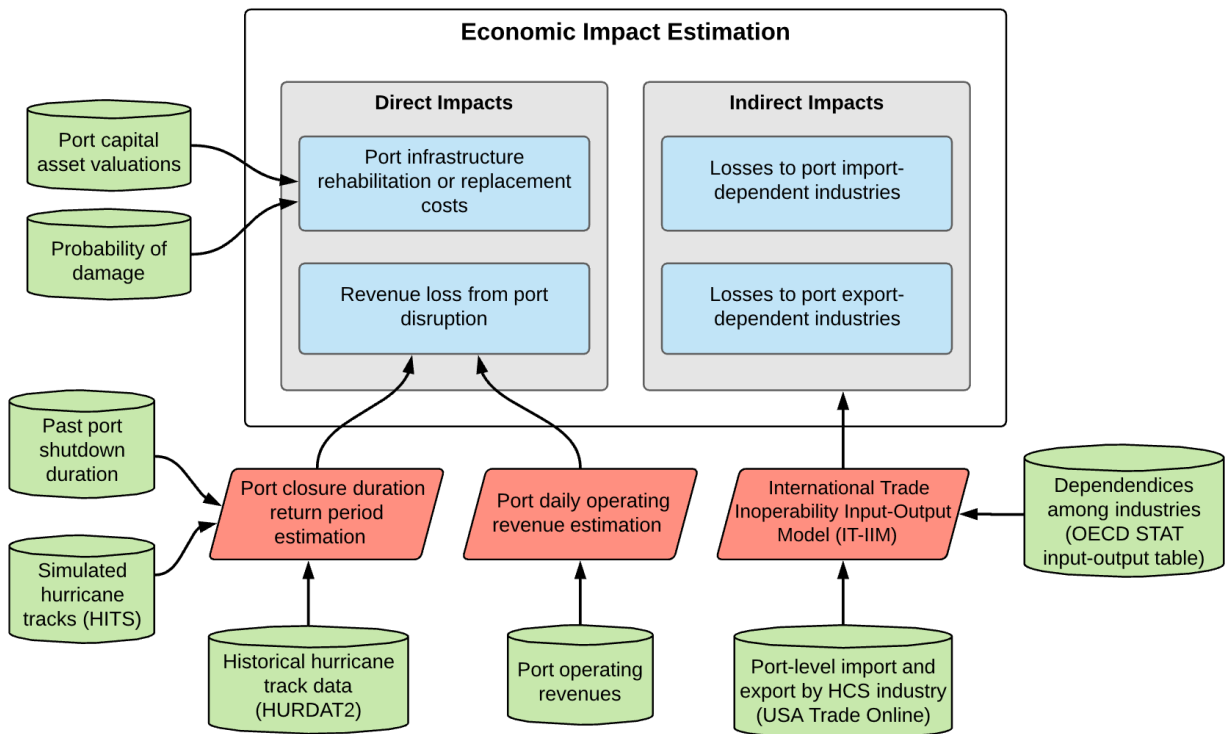 Economic Impact Estimation
Direct Impacts
Indirect Impacts
Port capital
asset valuations
Port infrastructure
rehabilitation or replacement
costs
Losses to port import-
dependent industries
Probability of
damage
Revenue loss from port
disruption
Losses to port export-
dependent industries
Past port
shutdown
duration
Port closure duration
return period
estimation
Port daily operating
revenue estimation
International Trade
Inoperability Input-Output
Model (IT-IIM)
Dependendices
among industries
(OECD STAT
input-output table)
Simulated
hurricane
tracks (HITS)
Historical hurricane
track data
(HURDAT2)
Port operating
revenues
Port-level import and
export by HCS industry
(USA Trade Online)